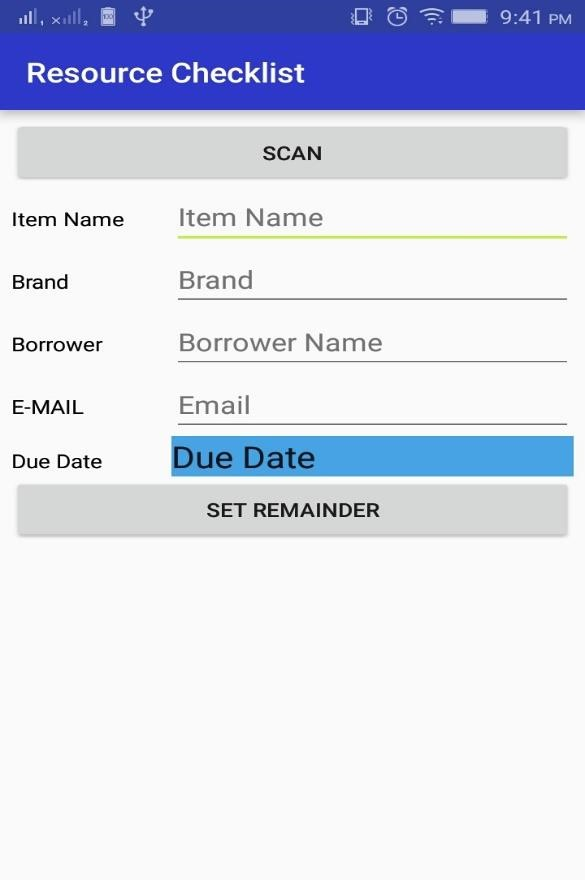 9:41 PM
Resource Checklist
SCAN
Item Name Item Name
Brand Brand
Borrower Borrower Name
E-MAIL Email
Due Date Due Date
SET REMAINDER